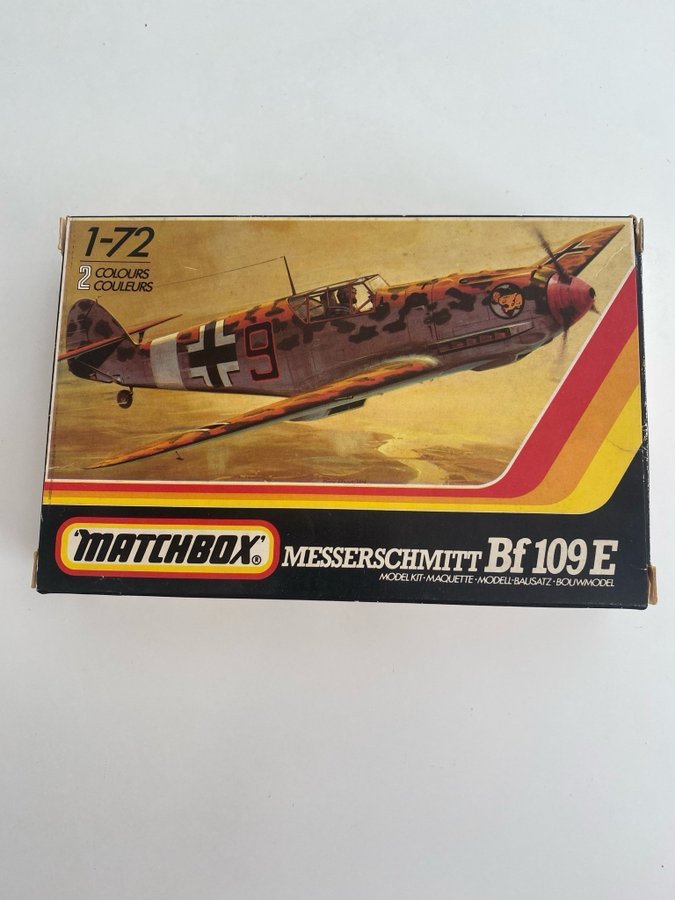 1-72
2 COLOURS
COULEURS
9
'MATCHBOX' ®
MESSERSCHMITT Bf 109 E
MODEL KIT · MAQUETTE · MODELL-BAUSATZ · BOUWMODEL